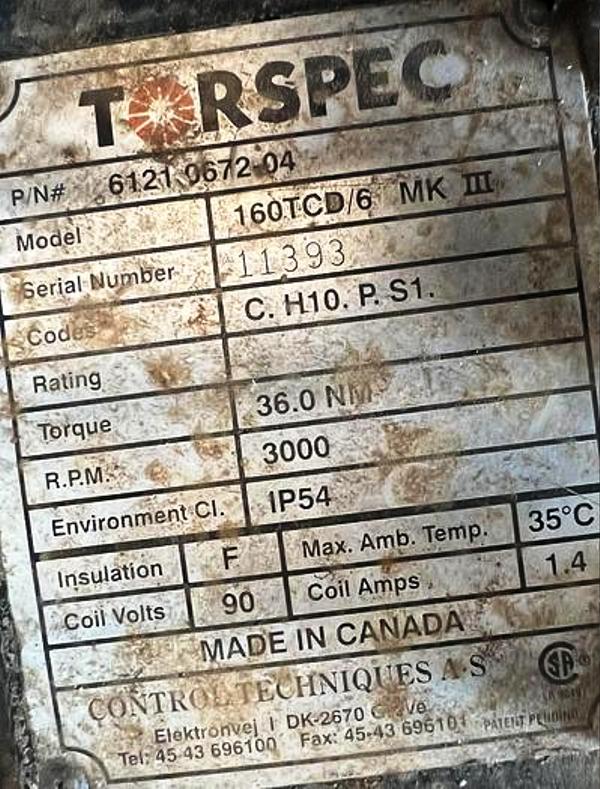 TORSPEC
P/N# 6121 0672 04
Model 160TCD/6 MK III
Serial Number 11393
Codes C. H10. P. S1.
Rating
Torque 36.0 NM
R.P.M. 3000
Environment Cl. IP54
Insulation F Max. Amb. Temp. 35°C
Coil Volts 90 Coil Amps 1.4
MADE IN CANADA
CONTROL TECHNIQUES A S
Elektronvej 1 DK-2670
Tel: 45-43 696100 Fax: 45-43 696101 PATENT PENDING